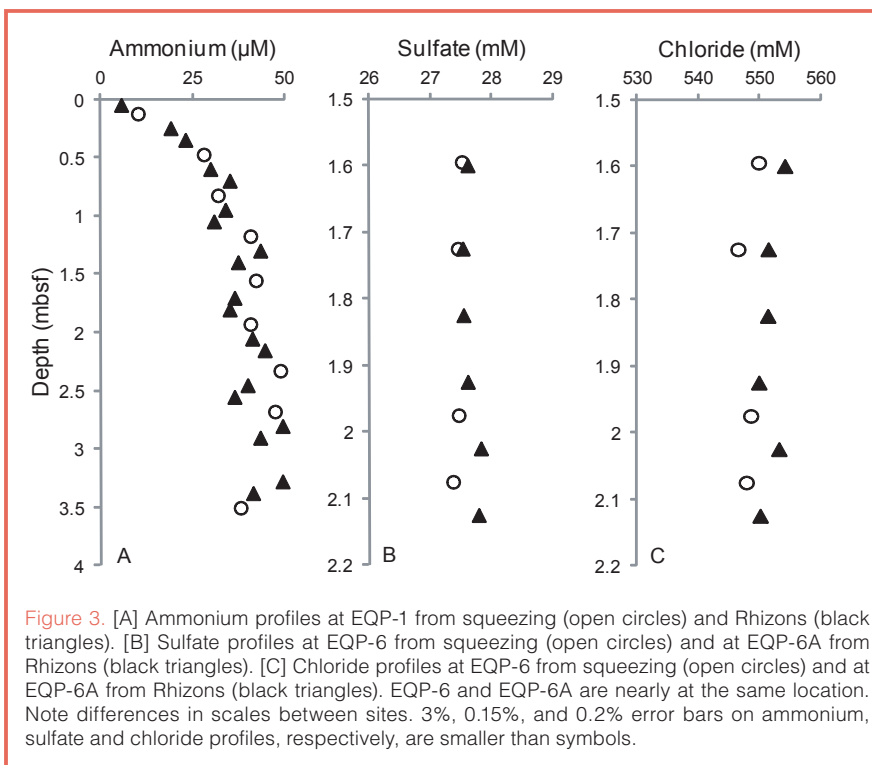 Ammonium (µM)
0 25 50
0
0.5
1
1.5
2
2.5
3
3.5
4
Depth (mbsf)
A
Sulfate (mM)
26 27 28 29
1.5
1.6
1.7
1.8
1.9
2
2.1
2.2
B
Chloride (mM)
530 540 550 560
1.5
1.6
1.7
1.8
1.9
2
2.1
2.2
C
Figure 3. [A] Ammonium profiles at EQP-1 from squeezing (open circles) and Rhizons (black
triangles). [B] Sulfate profiles at EQP-6 from squeezing (open circles) and at EQP-6A from
Rhizons (black triangles). [C] Chloride profiles at EQP-6 from squeezing (open circles) and at
EQP-6A from Rhizons (black triangles). EQP-6 and EQP-6A are nearly at the same location.
Note differences in scales between sites. 3%, 0.15%, and 0.2% error bars on ammonium,
sulfate and chloride profiles, respectively, are smaller than symbols.